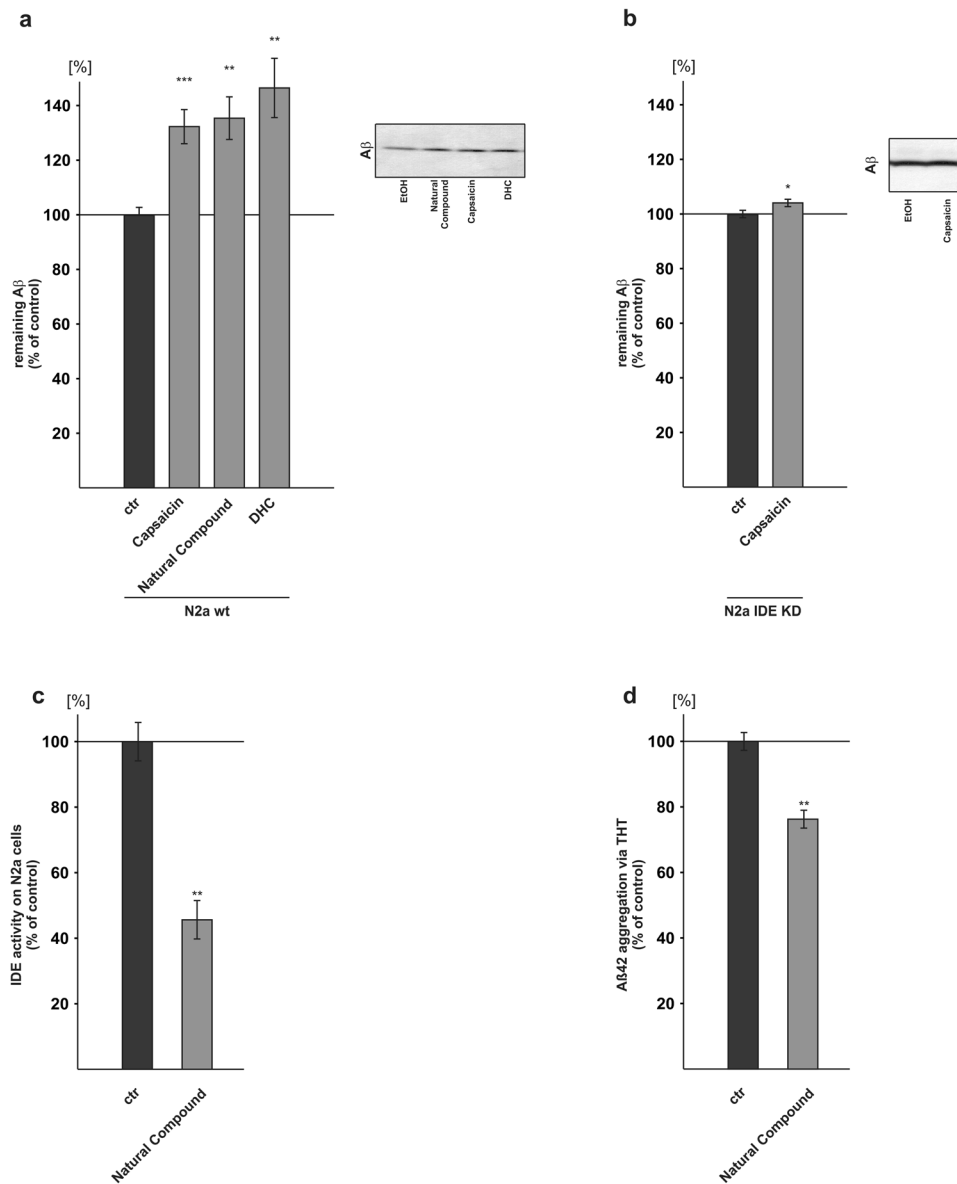 a
[%]
140
120
100
80
60
40
20
remaining Aβ
(% of control)
***
**
**
ctr
Capsaicin
Natural Compound
DHC
N2a wt
Aβ
EtOH
Natural
Compound
Capsaicin
DHC
b
[%]
140
120
100
80
60
40
20
remaining Aβ
(% of control)
*
ctr
Capsaicin
N2a IDE KD
Aβ
EtOH
Capsaicin
c
[%]
100
80
60
40
20
IDE activity on N2a cells
(% of control)
**
ctr
Natural Compound
d
[%]
100
80
60
40
20
Aß42 aggregation via THT
(% of control)
**
ctr
Natural Compound